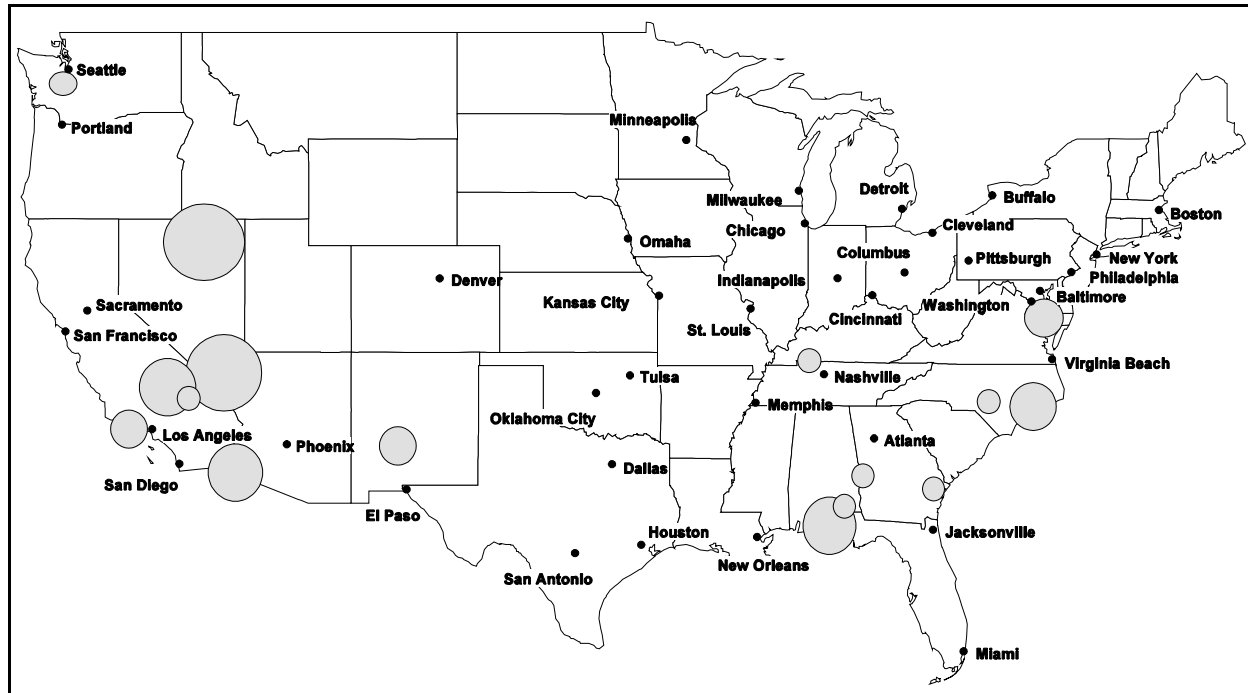 Seattle
Portland
Minneapolis
Milwaukee
Detroit
Buffalo
Boston
Chicago
Cleveland
Omaha
Columbus
Pittsburgh
New York
Philadelphia
Denver
Indianapolis
Baltimore
Washington
Kansas City
Sacramento
San Francisco
St. Louis
Cincinnati
Virginia Beach
Tulsa
Nashville
Memphis
Oklahoma City
Los Angeles
Phoenix
Atlanta
Dallas
San Diego
El Paso
Houston
Jacksonville
New Orleans
San Antonio
Miami